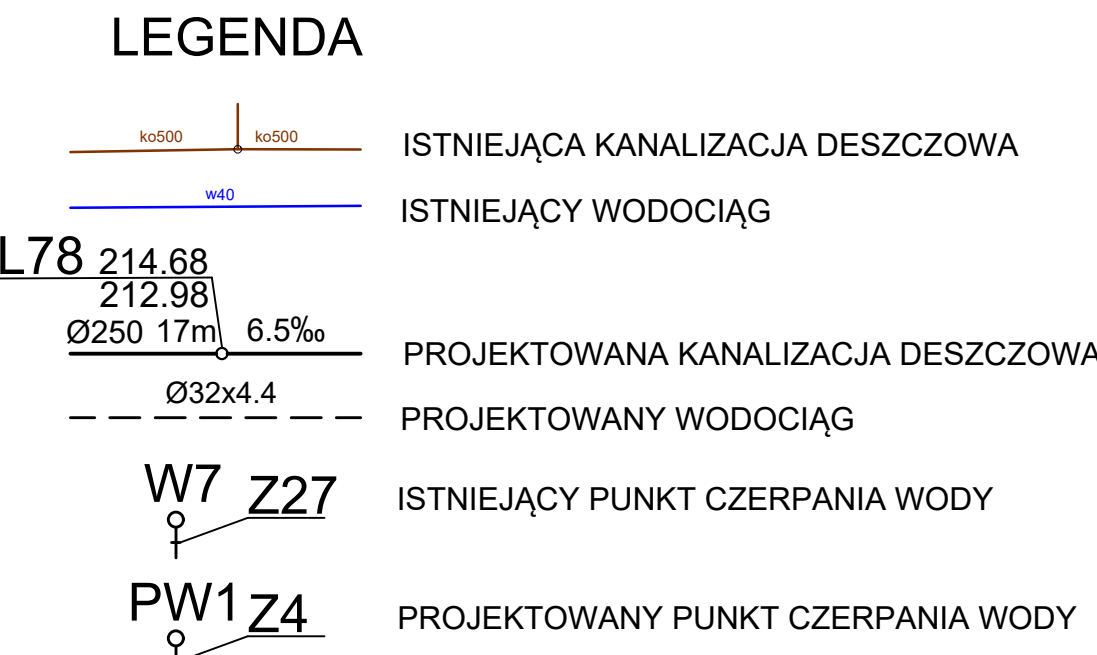 LEGENDA
ko500 ko500
ISTNIEJĄCA KANALIZACJA DESZCZOWA
w40
ISTNIEJĄCY WODOCIĄG
L78 214.68
212.98
Ø250 17m 6.5‰
PROJEKTOWANA KANALIZACJA DESZCZOWA
Ø32x4.4
PROJEKTOWANY WODOCIĄG
W7 Z27 ISTNIEJĄCY PUNKT CZERPANIA WODY
PW1 Z4 PROJEKTOWANY PUNKT CZERPANIA WODY